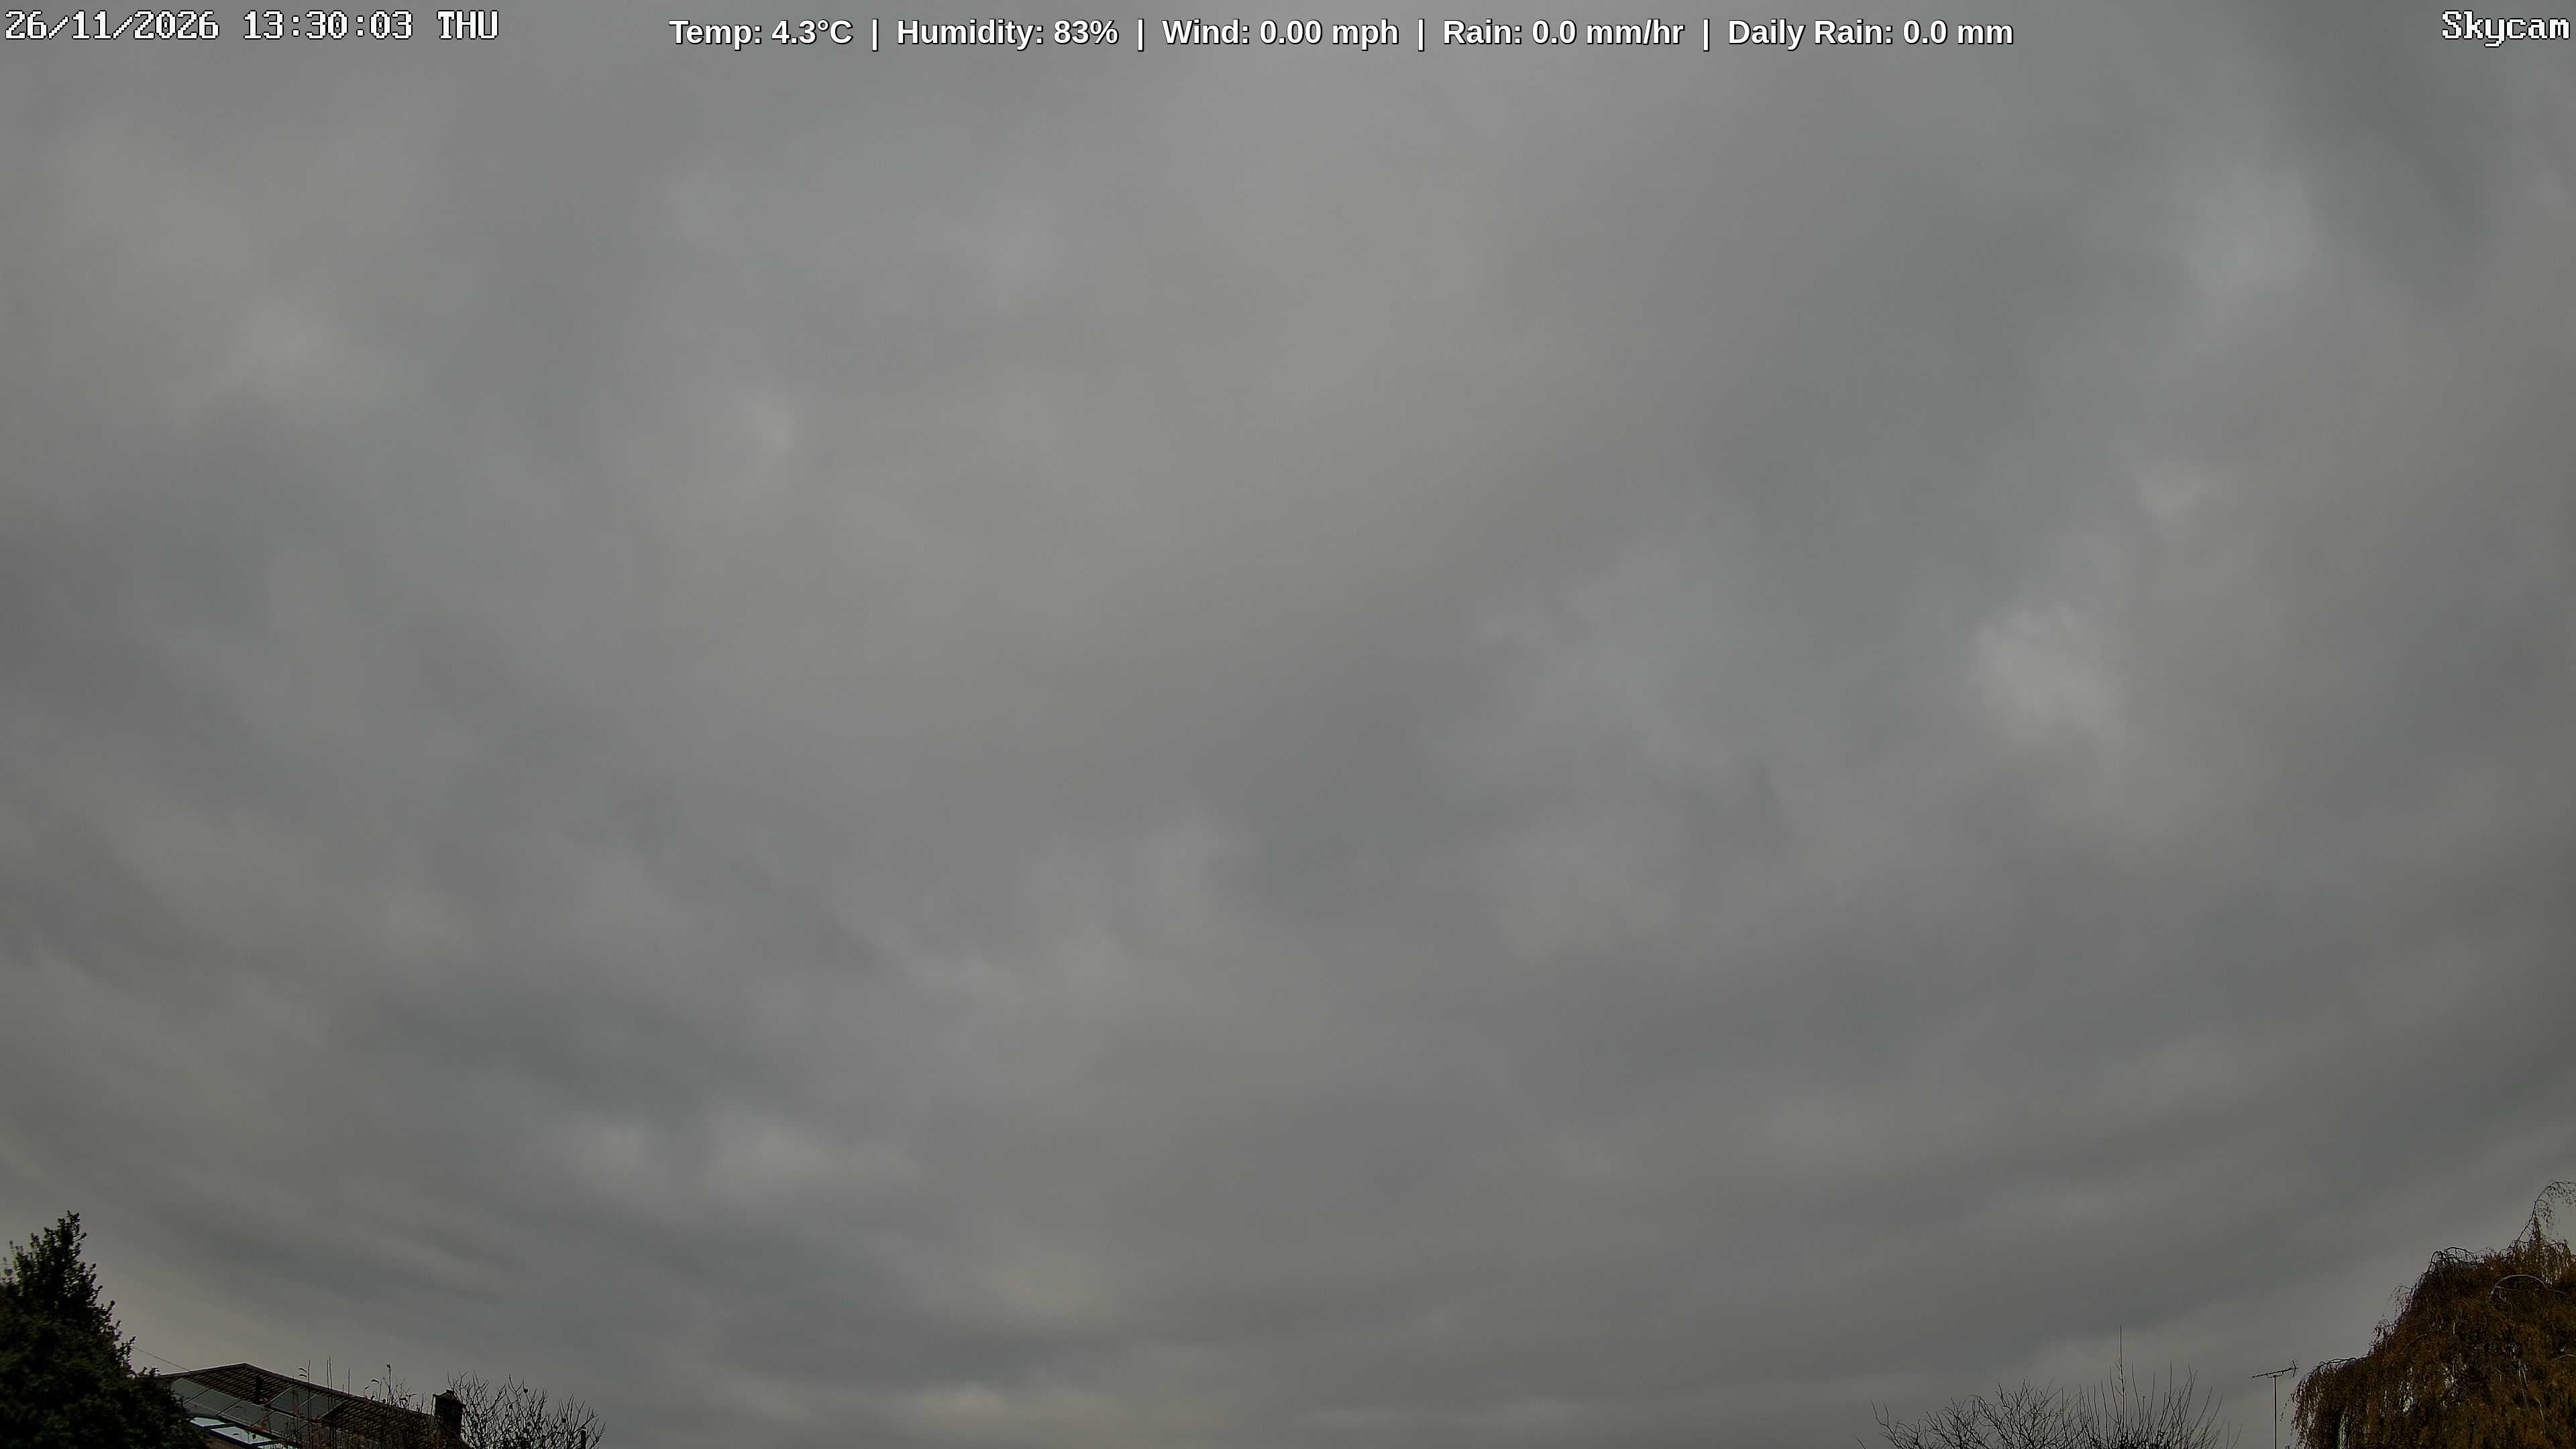 26/11/2026 13:30:03 THU
Temp: 4.3°C | Humidity: 83% | Wind: 0.00 mph | Rain: 0.0 mm/hr | Daily Rain: 0.0 mm
Skycam